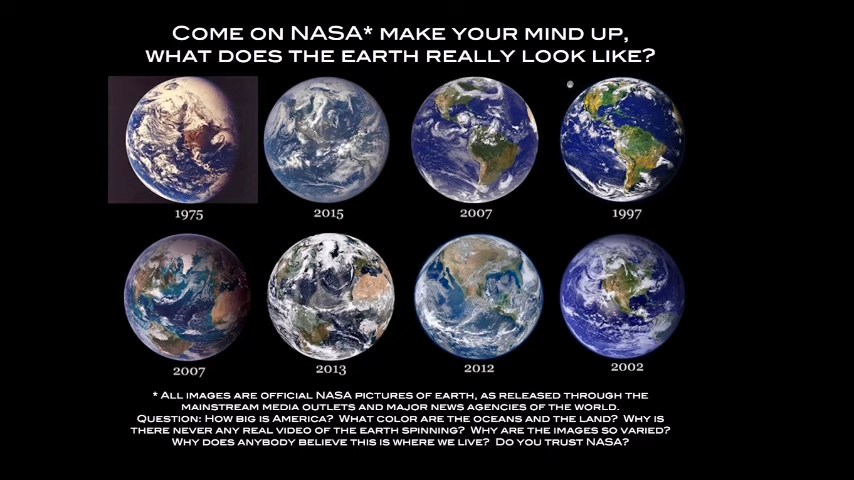 Come on NASA* make your mind up,
what does the earth really look like?
1975
2015
2007
1997
2007
2013
2012
2002
* All images are official NASA pictures of earth, as released through the
mainstream media outlets and major news agencies of the world.
Question: How big is America? What color are the oceans and the land? Why is
there never any real video of the earth spinning? Why are the images so varied?
Why does anybody believe this is where we live? Do you trust NASA?